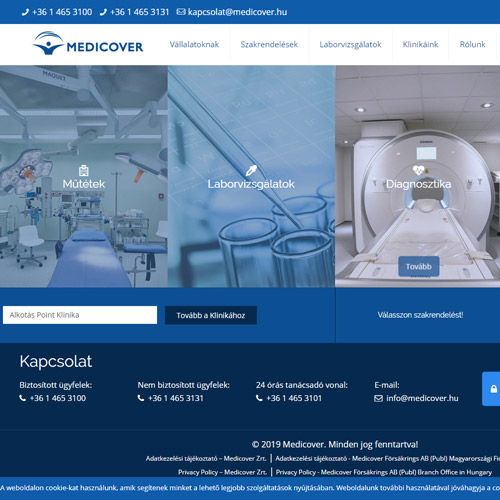 +36 1 465 3100 +36 1 465 3131 kapcsolat@medicover.hu
MEDICOVER Vállalatoknak Szakrendelések Laborvizsgálatok Klinikáink Rólunk
MAQUET
SIEMENS
Műtétek Laborvizsgálatok Diagnosztika
Tovább
Alkotás Point Klinika Tovább a Klinikához Válasszon szakrendelést!
Kapcsolat
Biztosított ügyfelek: Nem biztosított ügyfelek: 24 órás tanácsadó vonal: E-mail:
+36 1 465 3100 +36 1 465 3131 +36 1 465 3101 info@medicover.hu
© 2019 Medicover. Minden jog fenntartva!
Adatkezelési tájékoztató – Medicover Zrt. | Adatkezelési tájékoztató - Medicover Försäkrings AB (Publ) Magyarországi
Privacy Policy – Medicover Zrt. | Privacy Policy - Medicover Försäkrings AB (Publ) Branch Office in Hungary
A weboldalon cookie-kat használunk, amik segítenek minket a lehető legjobb szolgáltatások nyújtásában. Weboldalunk további használatával jóváhagyja a